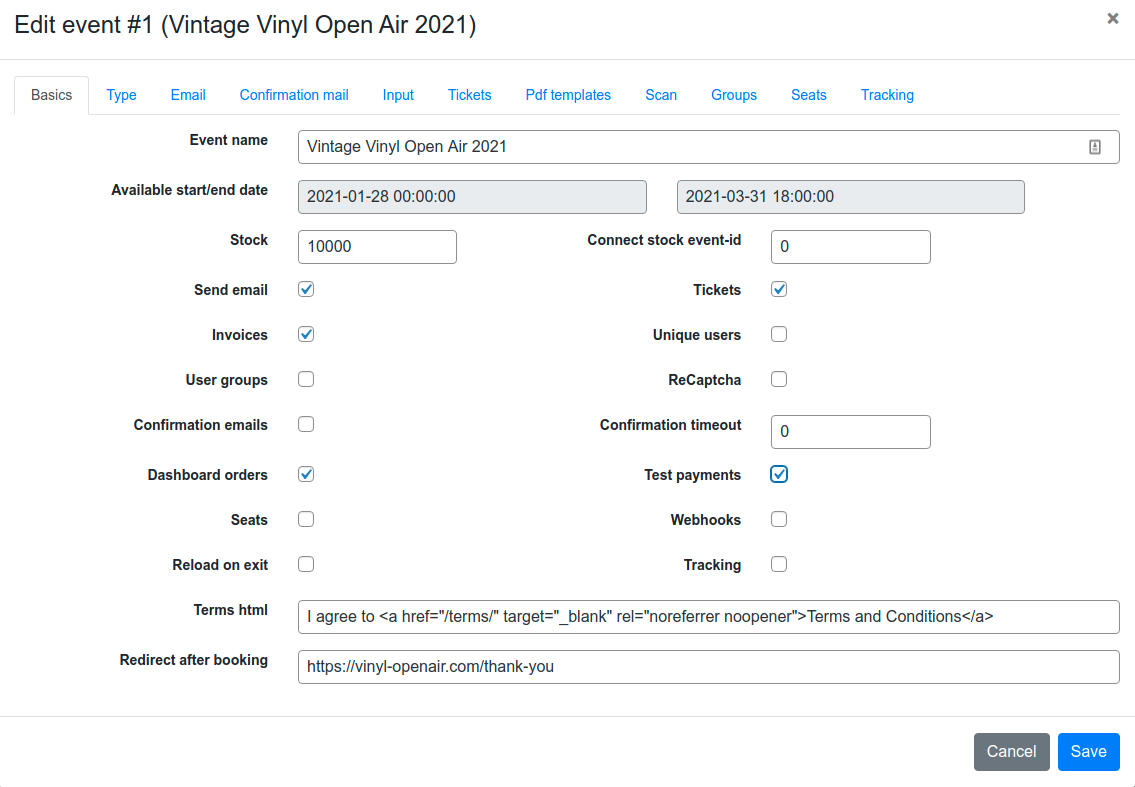 Edit event #1 (Vintage Vinyl Open Air 2021)
×
Basics Type Email Confirmation mail Input Tickets Pdf templates Scan Groups Seats Tracking
Event name Vintage Vinyl Open Air 2021
Available start/end date 2021-01-28 00:00:00 2021-03-31 18:00:00
Stock 10000 Connect stock event-id 0
Send email Tickets
Invoices Unique users
User groups ReCaptcha
Confirmation emails Confirmation timeout 0
Dashboard orders Test payments
Seats Webhooks
Reload on exit Tracking
Terms html I agree to <a href="/terms/" target="_blank" rel="noreferrer noopener">Terms and Conditions</a>
Redirect after booking https://vinyl-openair.com/thank-you
Cancel Save